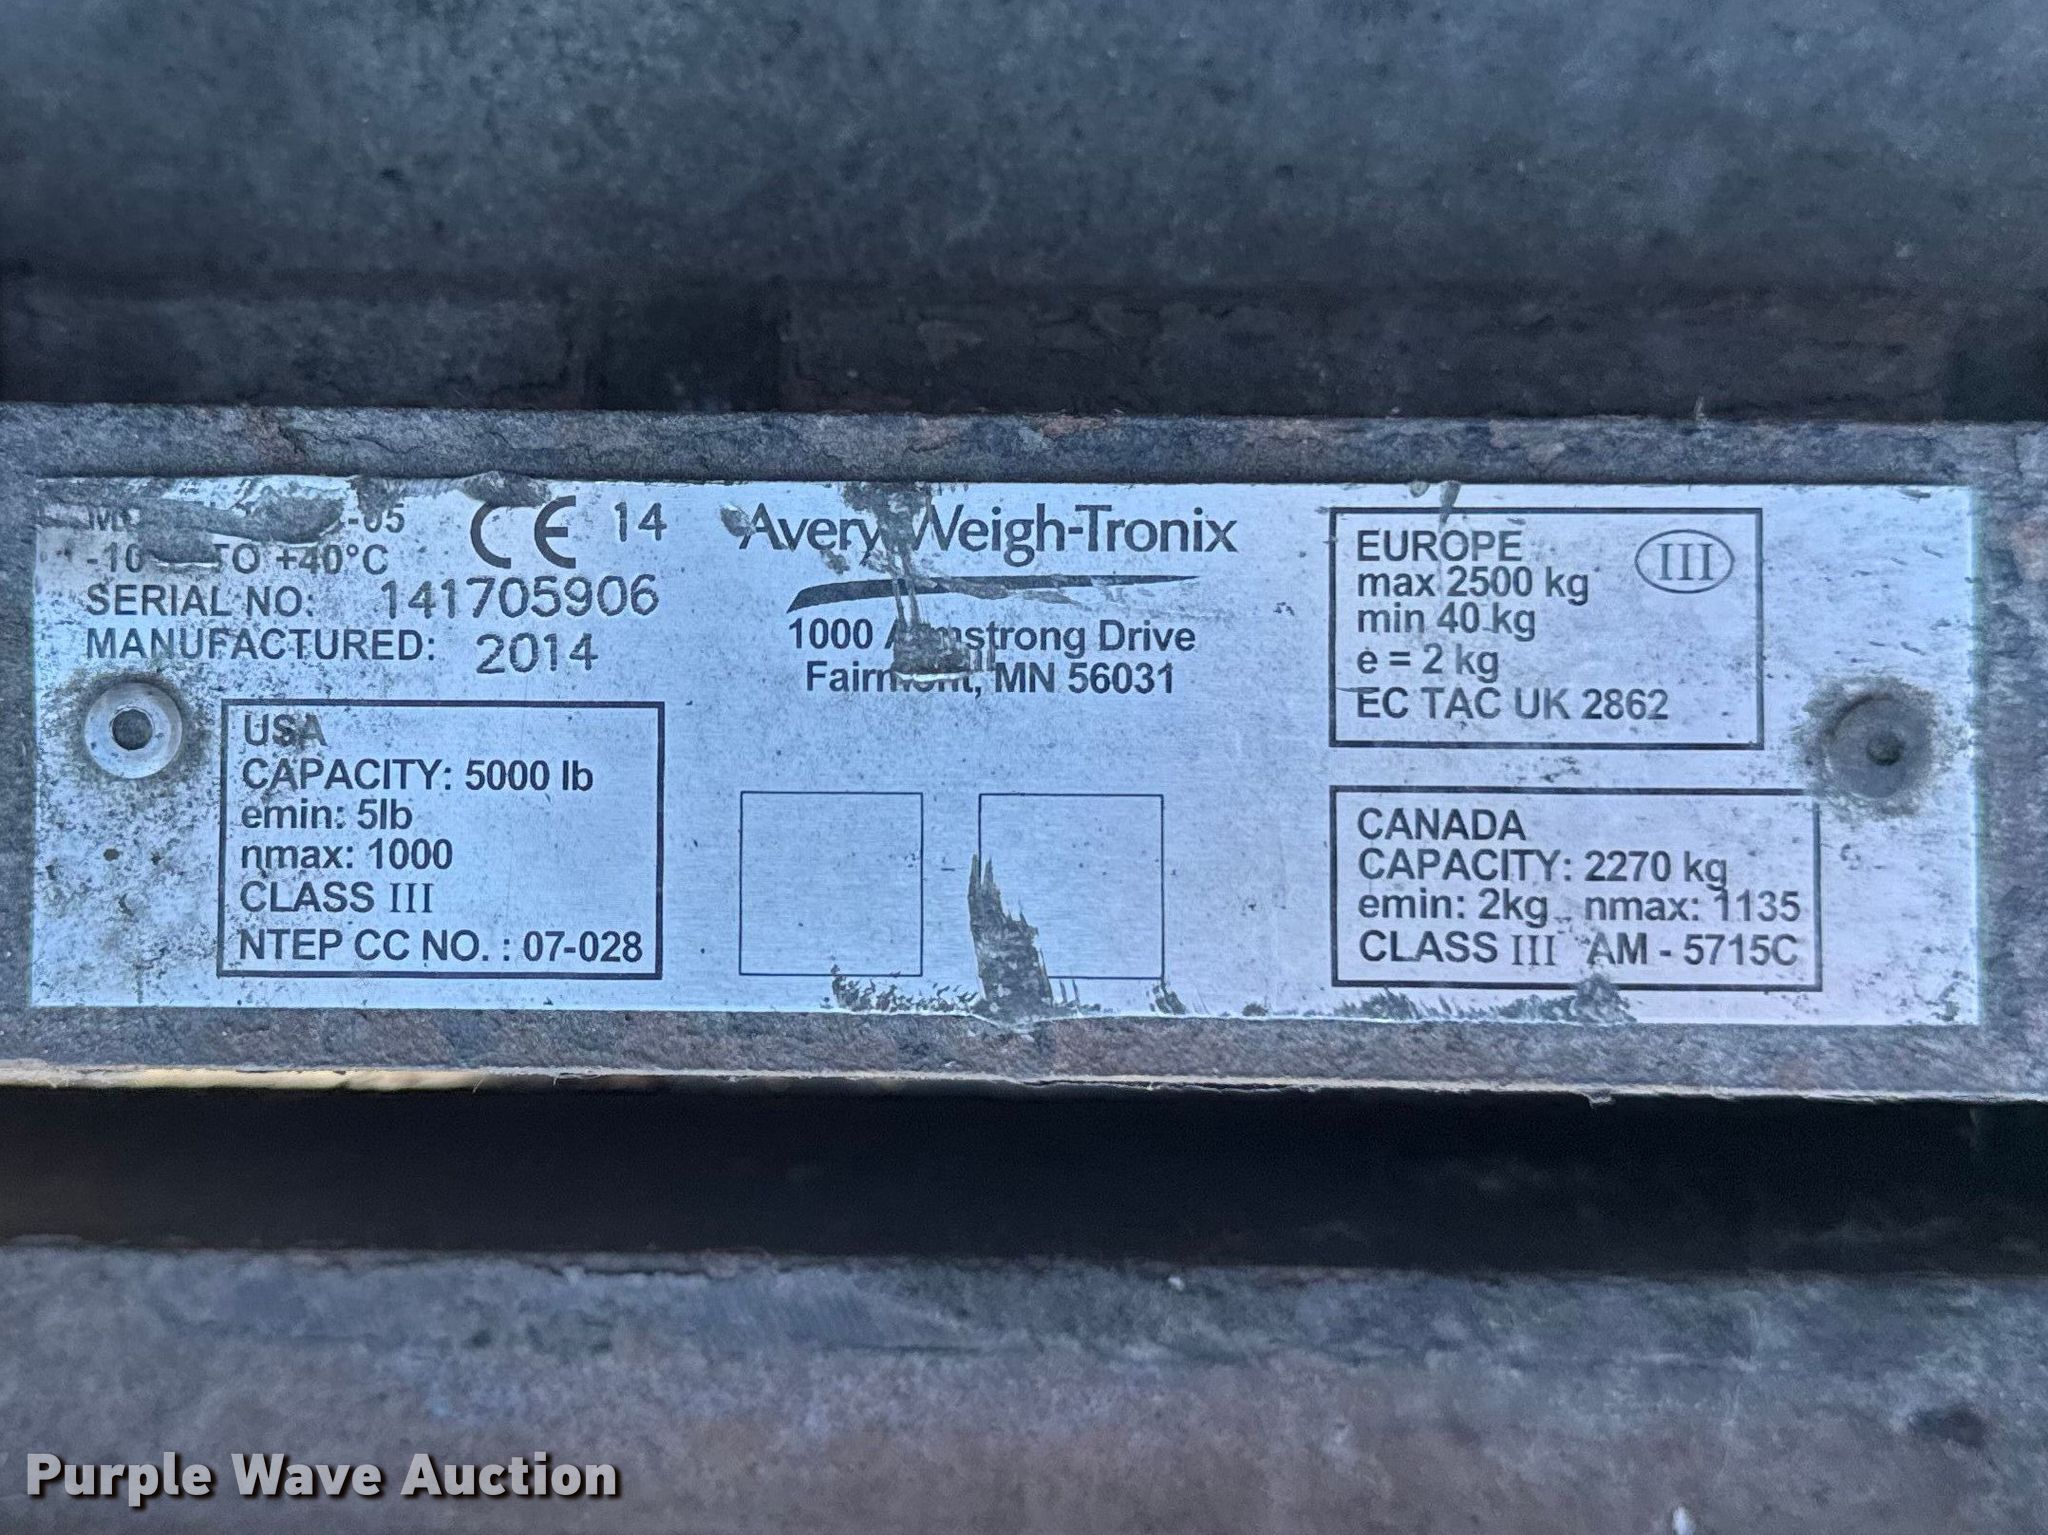 -05
-10 TO +40°C
SERIAL NO: 141705906
MANUFACTURED: 2014
CE 14
USA
CAPACITY: 5000 lb
emin: 5lb
nmax: 1000
CLASS III
NTEP CC NO. : 07-028
Avery Weigh-Tronix
1000 Armstrong Drive
Fairmont, MN 56031
EUROPE III
max 2500 kg
min 40 kg
e = 2 kg
EC TAC UK 2862
CANADA
CAPACITY: 2270 kg
emin: 2kg nmax: 1135
CLASS III AM - 5715C
Purple Wave Auction